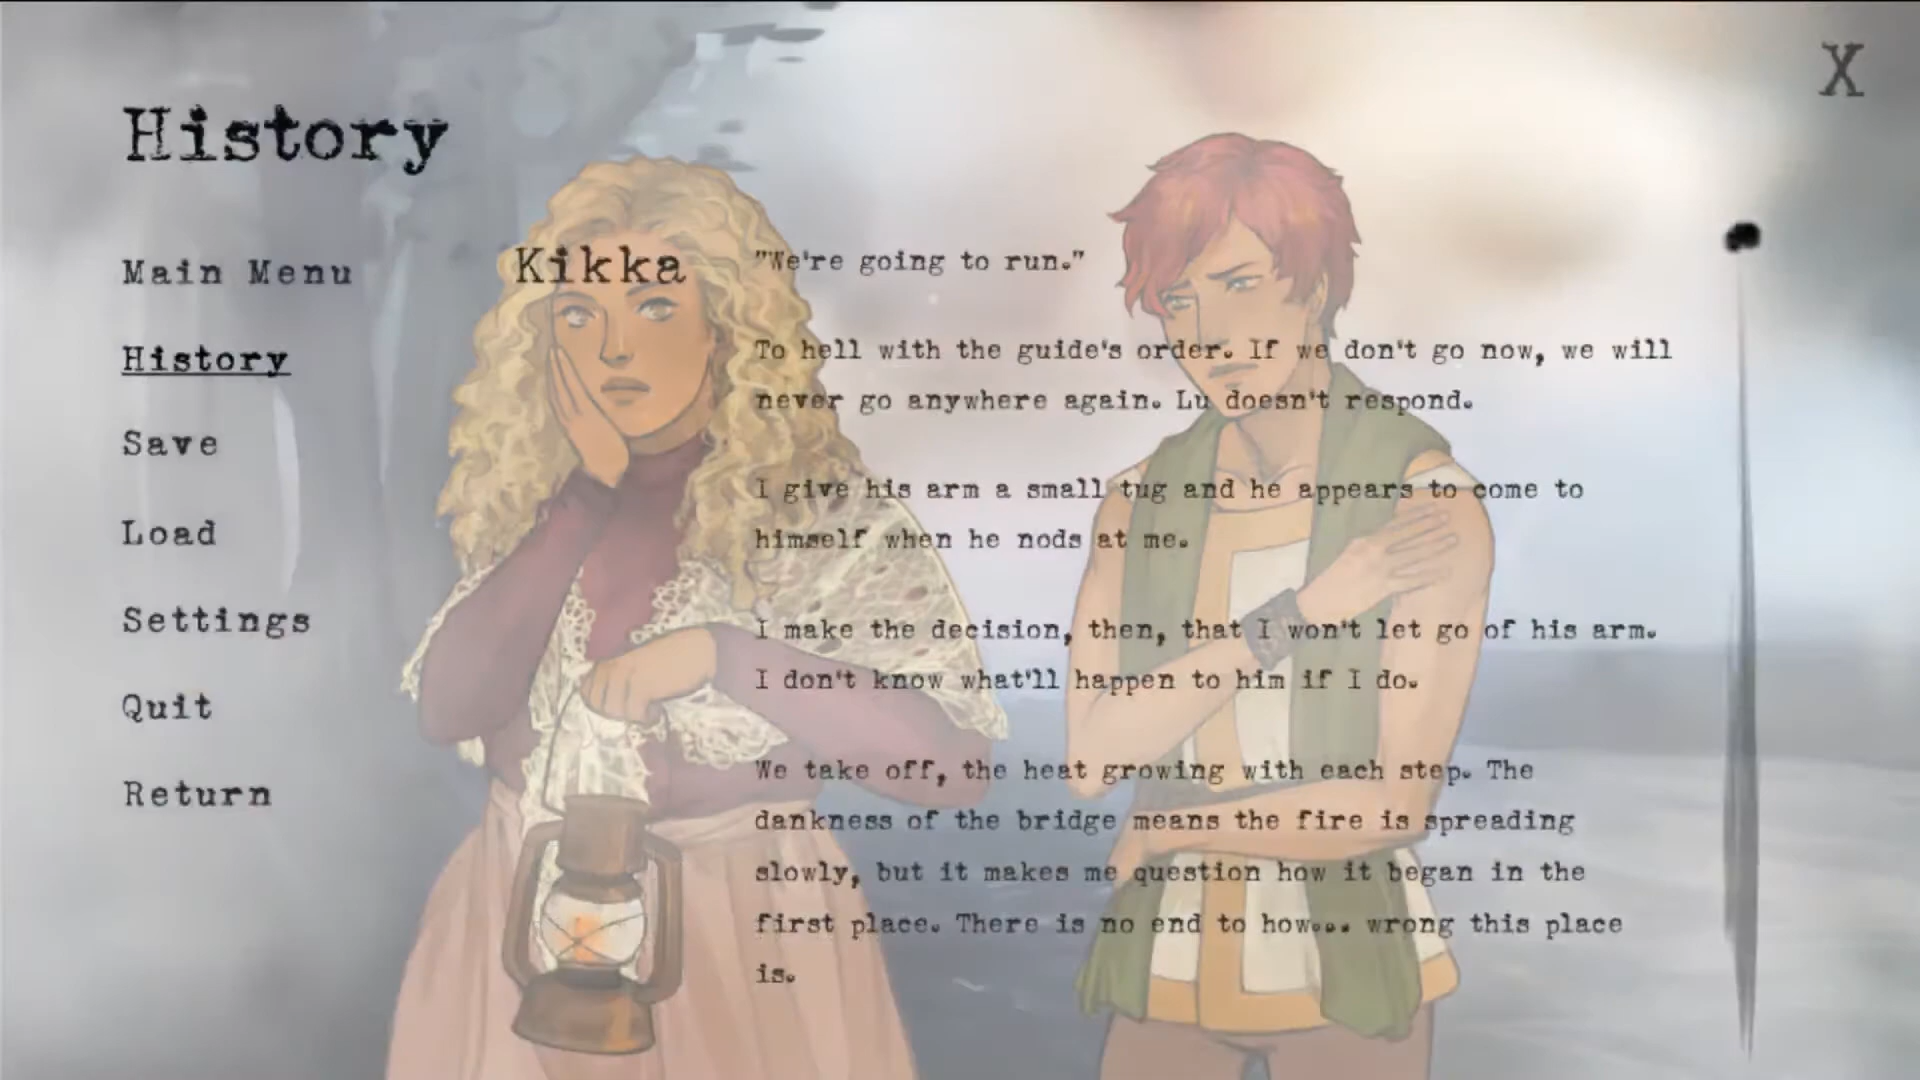 X
History
Main Menu
History
Save
Load
Settings
Quit
Return
Kikka
"We're going to run."
To hell with the guide's order. If we don't go now, we will
never go anywhere again. Lu doesn't respond.
I give his arm a small tug and he appears to come to
himself when he nods at me.
I make the decision, then, that I won't let go of his arm.
I don't know what'll happen to him if I do.
We take off, the heat growing with each step. The
dankness of the bridge means the fire is spreading
slowly, but it makes me question how it began in the
first place. There is no end to how... wrong this place
is.